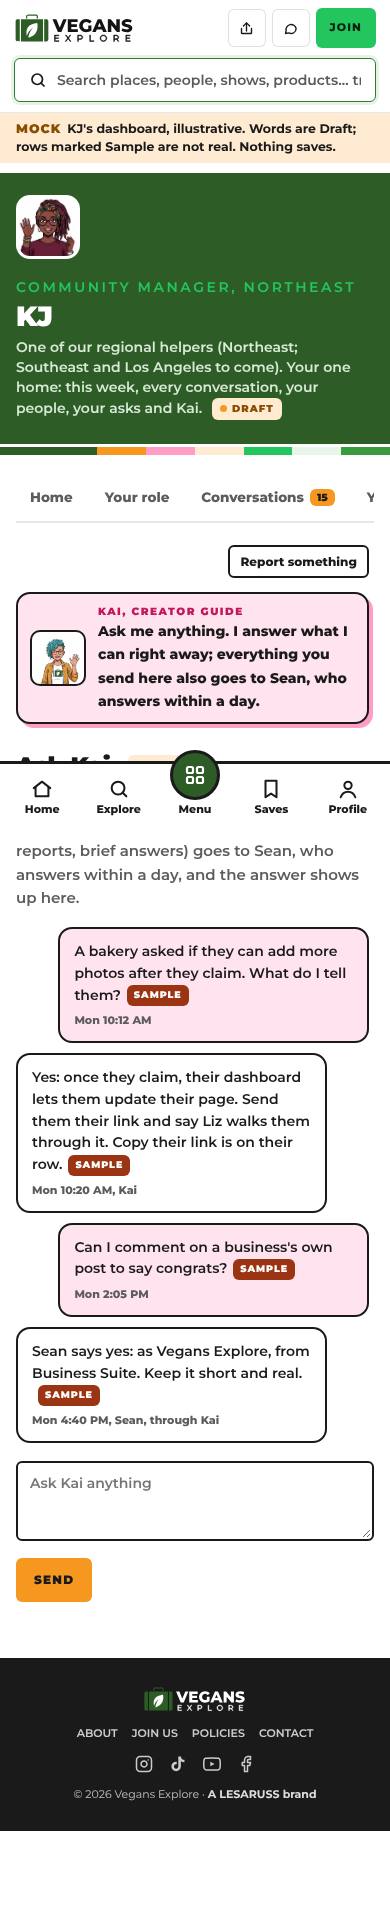 VEGANS
EXPLORE
JOIN
Search places, people, shows, products... tr
MOCK KJ's dashboard, illustrative. Words are Draft;
rows marked Sample are not real. Nothing saves.
COMMUNITY MANAGER, NORTHEAST
KJ
One of our regional helpers (Northeast;
Southeast and Los Angeles to come). Your one
home: this week, every conversation, your
people, your asks and Kai. DRAFT
Home Your role Conversations 15
Report something
KAI, CREATOR GUIDE
Ask me anything. I answer what I
can right away; everything you
send here also goes to Sean, who
answers within a day.
Home Explore Menu Saves Profile
reports, brief answers) goes to Sean, who
answers within a day, and the answer shows
up here.
A bakery asked if they can add more
photos after they claim. What do I tell
them? SAMPLE
Mon 10:12 AM
Yes: once they claim, their dashboard
lets them update their page. Send
them their link and say Liz walks them
through it. Copy their link is on their
row. SAMPLE
Mon 10:20 AM, Kai
Can I comment on a business's own
post to say congrats? SAMPLE
Mon 2:05 PM
Sean says yes: as Vegans Explore, from
Business Suite. Keep it short and real.
SAMPLE
Mon 4:40 PM, Sean, through Kai
Ask Kai anything
SEND
VEGANS
EXPLORE
ABOUT JOIN US POLICIES CONTACT
© 2026 Vegans Explore · A LESARUSS brand